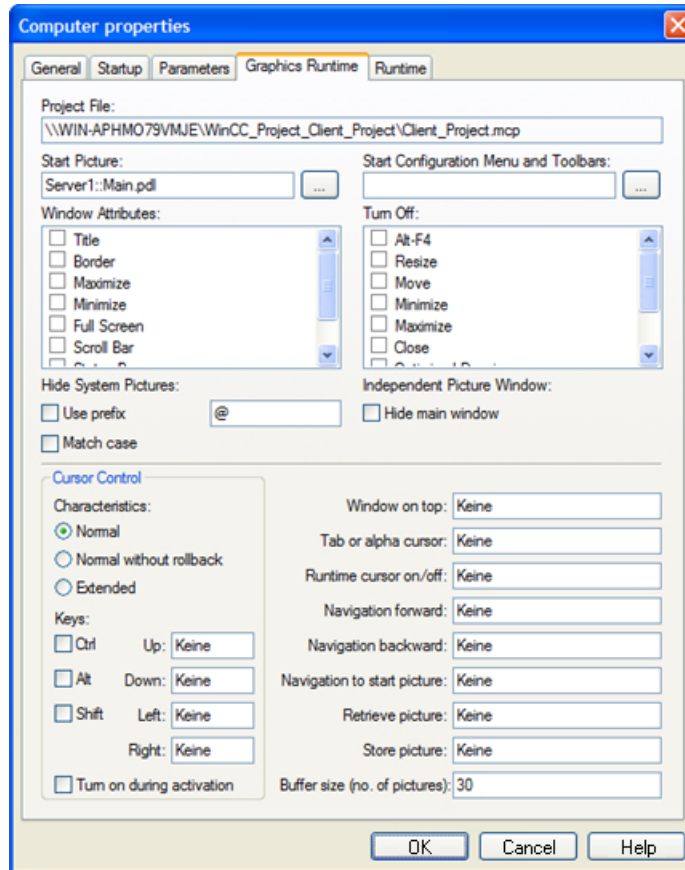 Computer properties
General Startup Parameters Graphics Runtime Runtime
Project File:
\\WIN-APHMO79VMJE\WinCC_Project_Client_Project\Client_Project.mcp
Start Picture: Start Configuration Menu and Toolbars:
Server1::Main.pdl ... ...
Window Attributes: Turn Off:
Title Alt-F4
Border Resize
Maximize Move
Minimize Minimize
Full Screen Maximize
Scroll Bar Close
Hide System Pictures: Independent Picture Window:
Use prefix @ Hide main window
Match case
Cursor Control
Characteristics: Window on top: Keine
Normal Tab or alpha cursor: Keine
Normal without rollback Runtime cursor on/off: Keine
Extended Navigation forward: Keine
Keys:
Ctrl Up: Keine Navigation backward: Keine
Alt Down: Keine Navigation to start picture: Keine
Shift Left: Keine Retrieve picture: Keine
Right: Keine Store picture: Keine
Turn on during activation Buffer size (no. of pictures): 30
OK Cancel Help